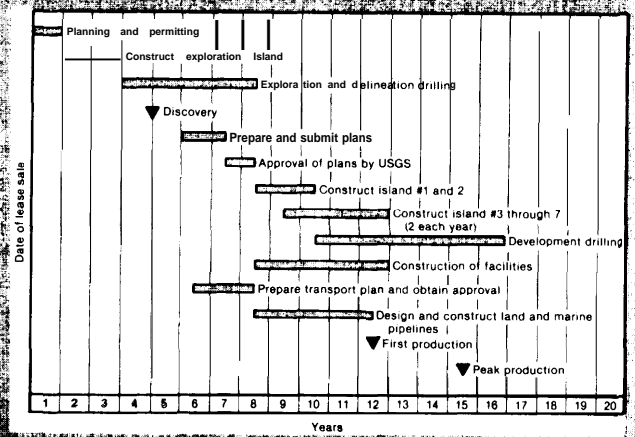 Planning and permitting
Construct exploration Island
Exploration and delineation drilling
Discovery
Prepare and submit plans
Approval of plans by USGS
Construct island #1 and 2
Construct island #3 through 7
(2 each year)
Development drilling
Construction of facilities
Prepare transport plan and obtain approval
Design and construct land and marine
pipelines
First production
Peak production
Date of lease sale
1 2 3 4 5 6 7 8 9 10 11 12 13 14 15 16 17 18 19 20
Years